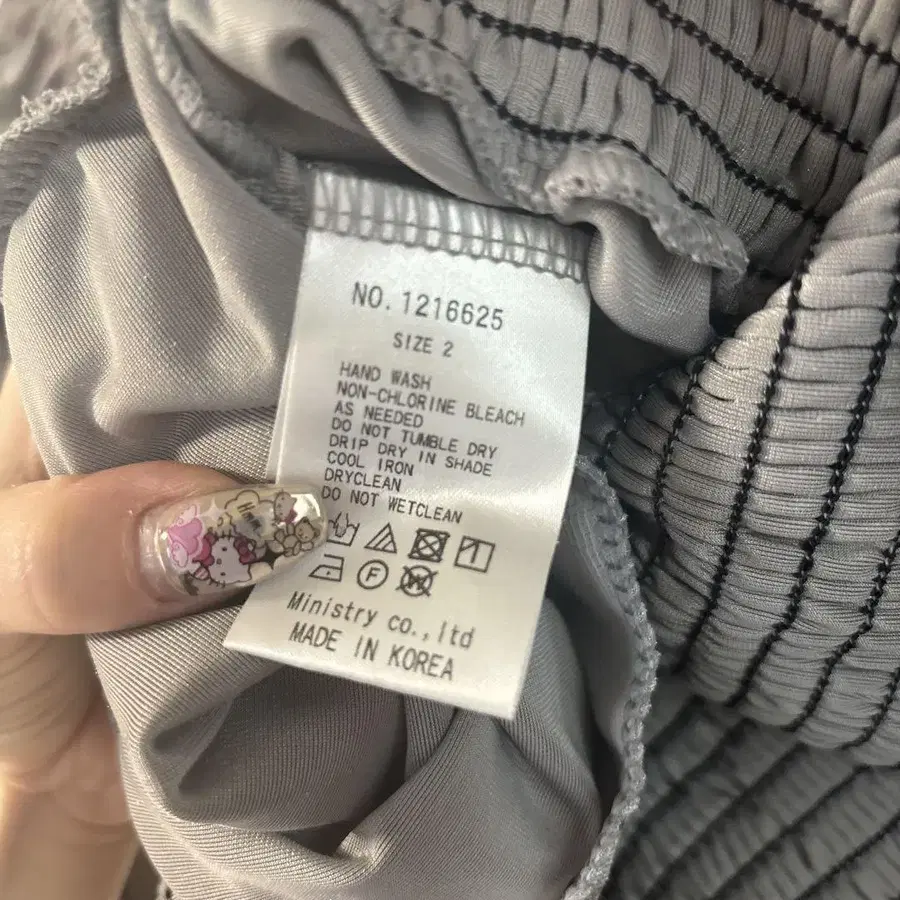 NO. 1216625
SIZE 2
HAND WASH
NON-CHLORINE BLEACH
AS NEEDED
DO NOT TUMBLE DRY
DRIP DRY IN SHADE
COOL IRON
DRYCLEAN
DO NOT WETCLEAN
F
W
Ministry co.,ltd
MADE IN KOREA